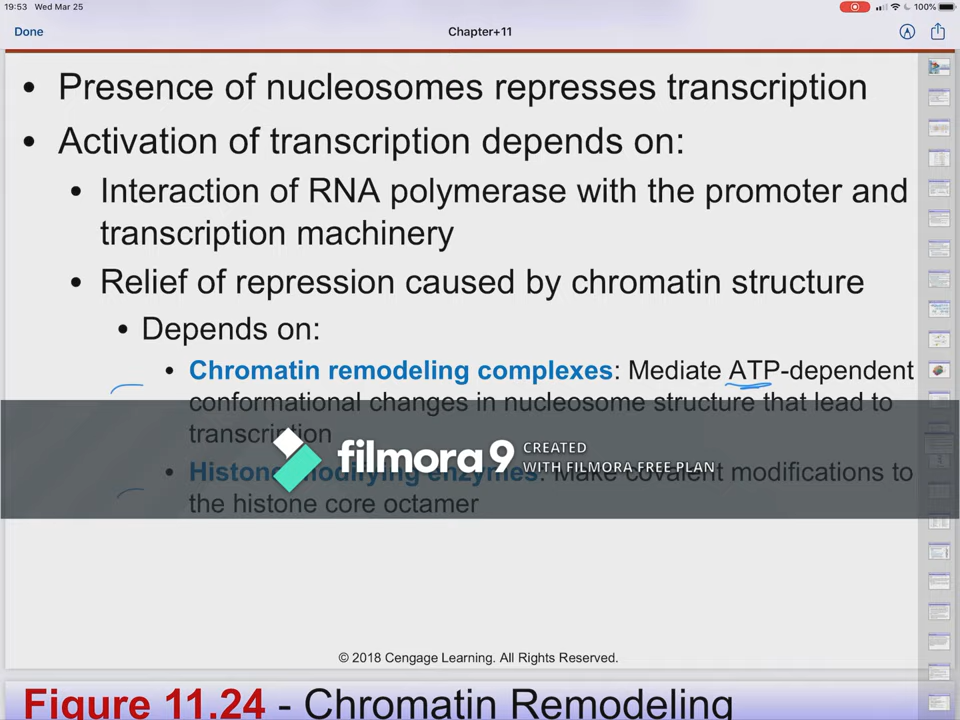 19:53 Wed Mar 25
100%
Done
Chapter+11
• Presence of nucleosomes represses transcription
• Activation of transcription depends on:
• Interaction of RNA polymerase with the promoter and
transcription machinery
• Relief of repression caused by chromatin structure
• Depends on:
• Chromatin remodeling complexes: Mediate ATP-dependent
conformational changes in nucleosome structure that lead to
transcription
• Histone modifying enzymes: Make covalent modifications to
the histone core octamer
filmora9 CREATED
WITH FILMORA FREE PLAN
© 2018 Cengage Learning. All Rights Reserved.
Figure 11.24 - Chromatin Remodeling